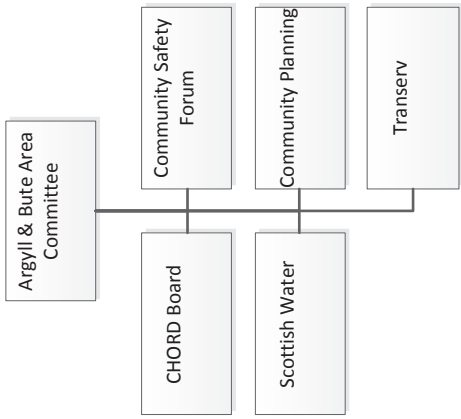 Argyll & Bute Area
Committee
CHORD Board
Community Safety
Forum
Scottish Water
Community Planning
Transerv